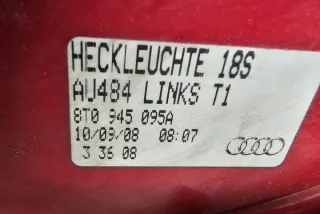 HECKLEUCHTE 18S
AU484 LINKS T1
8T0 945 095A
10/09/08 08:07
3 36 08